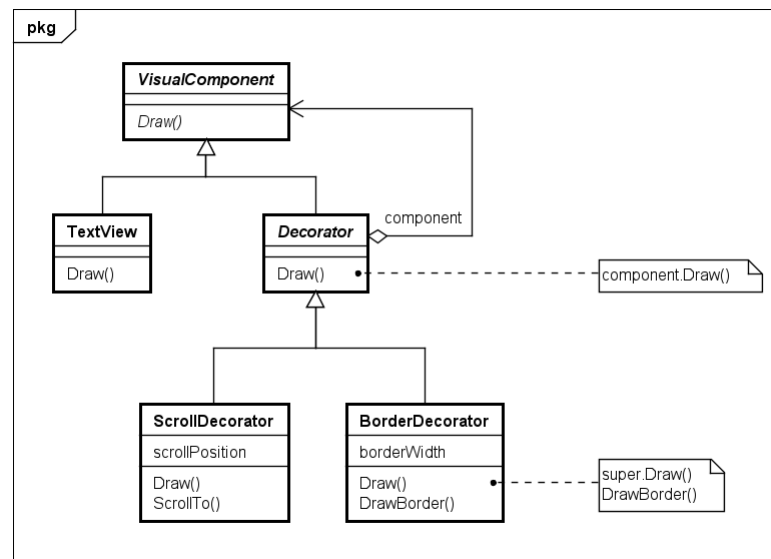 pkg
VisualComponent
Draw()
TextView
Draw()
Decorator
Draw()
component
component.Draw()
ScrollDecorator
scrollPosition
Draw()
ScrollTo()
BorderDecorator
borderWidth
Draw()
DrawBorder()
super.Draw()
DrawBorder()